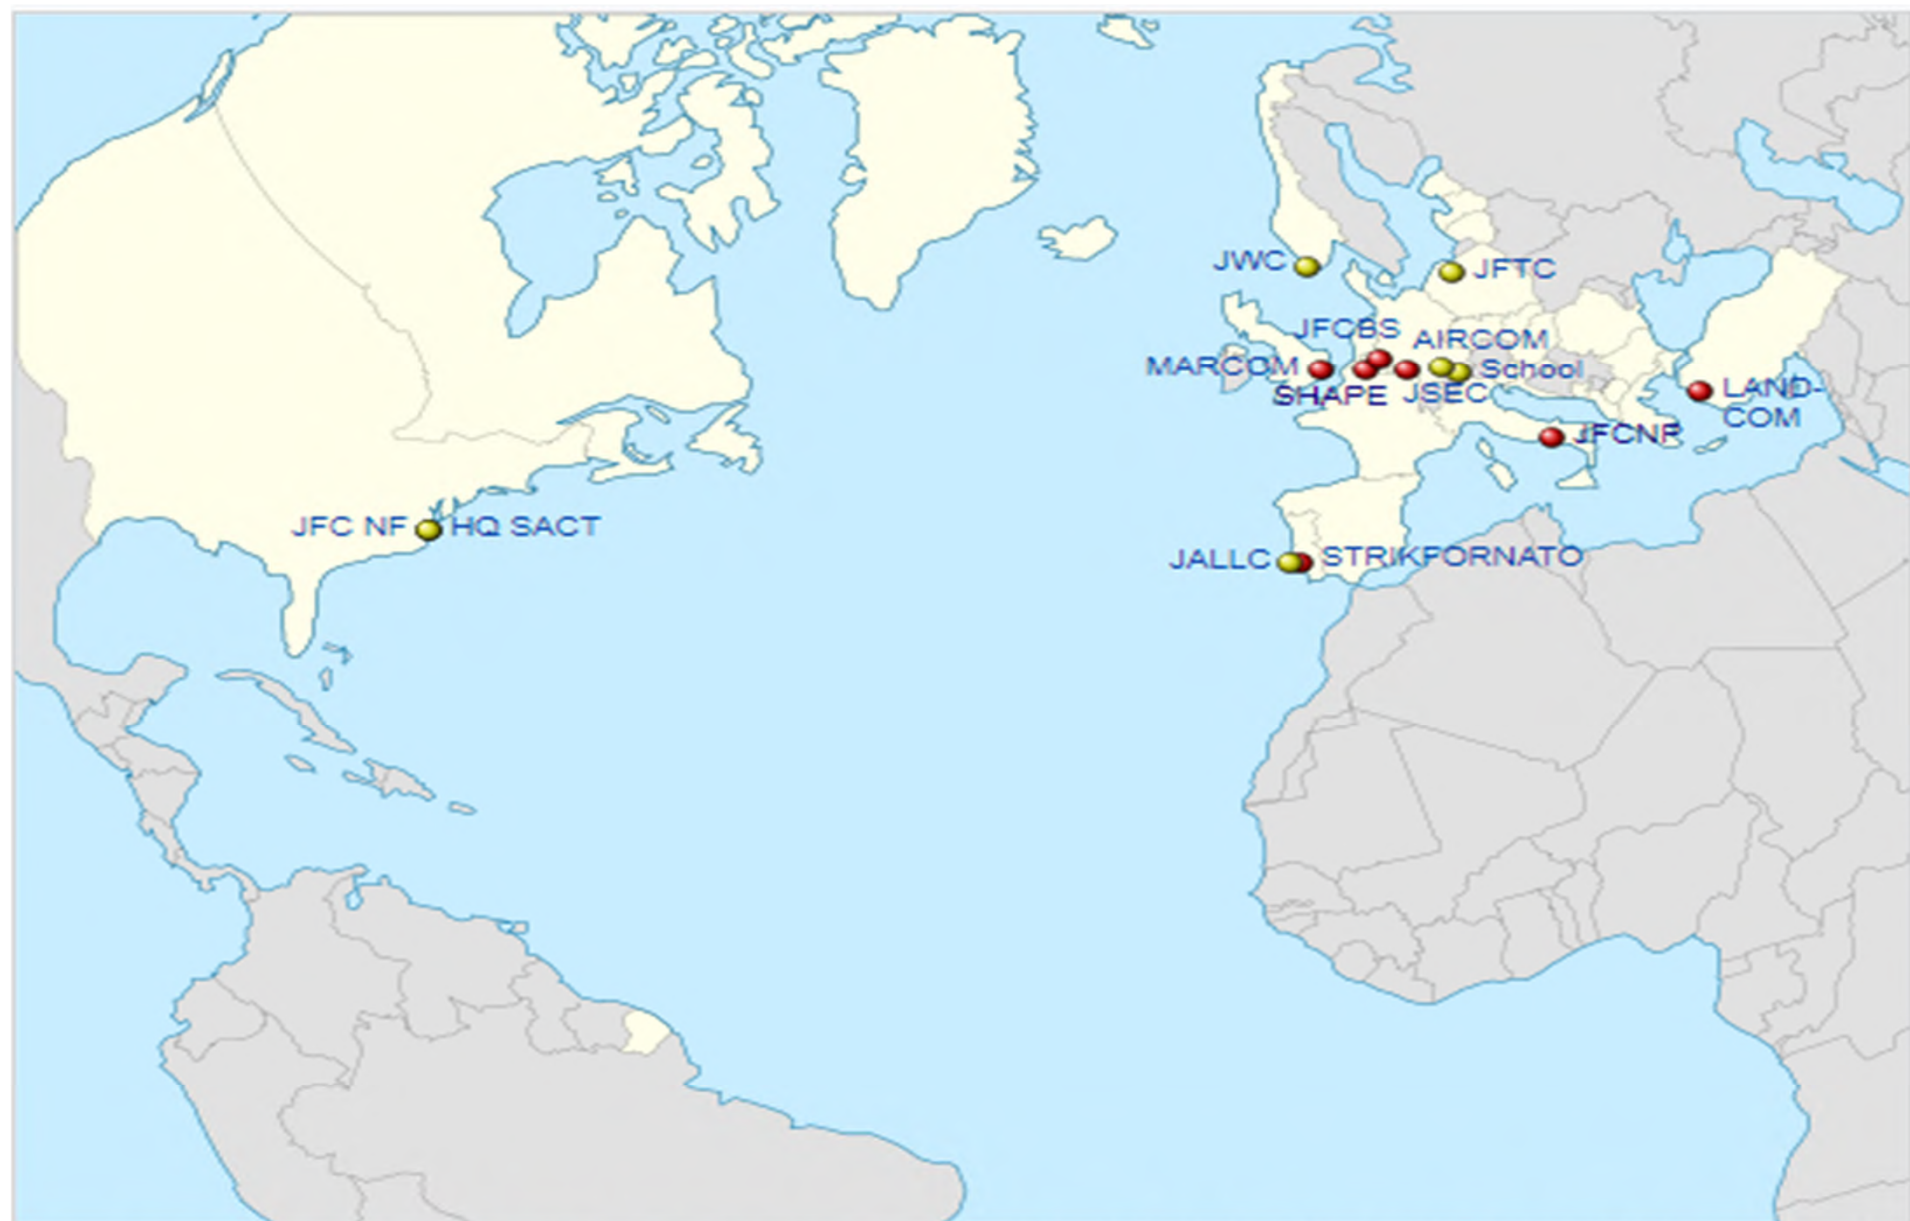 JWC
JFTC
JFCBS
AIRCOM
MARCOM
School
SHAPE
JSEC
LAND-
COM
JFCNP
JFC NF
HQ SACT
JALLC
STRIKFORNATO